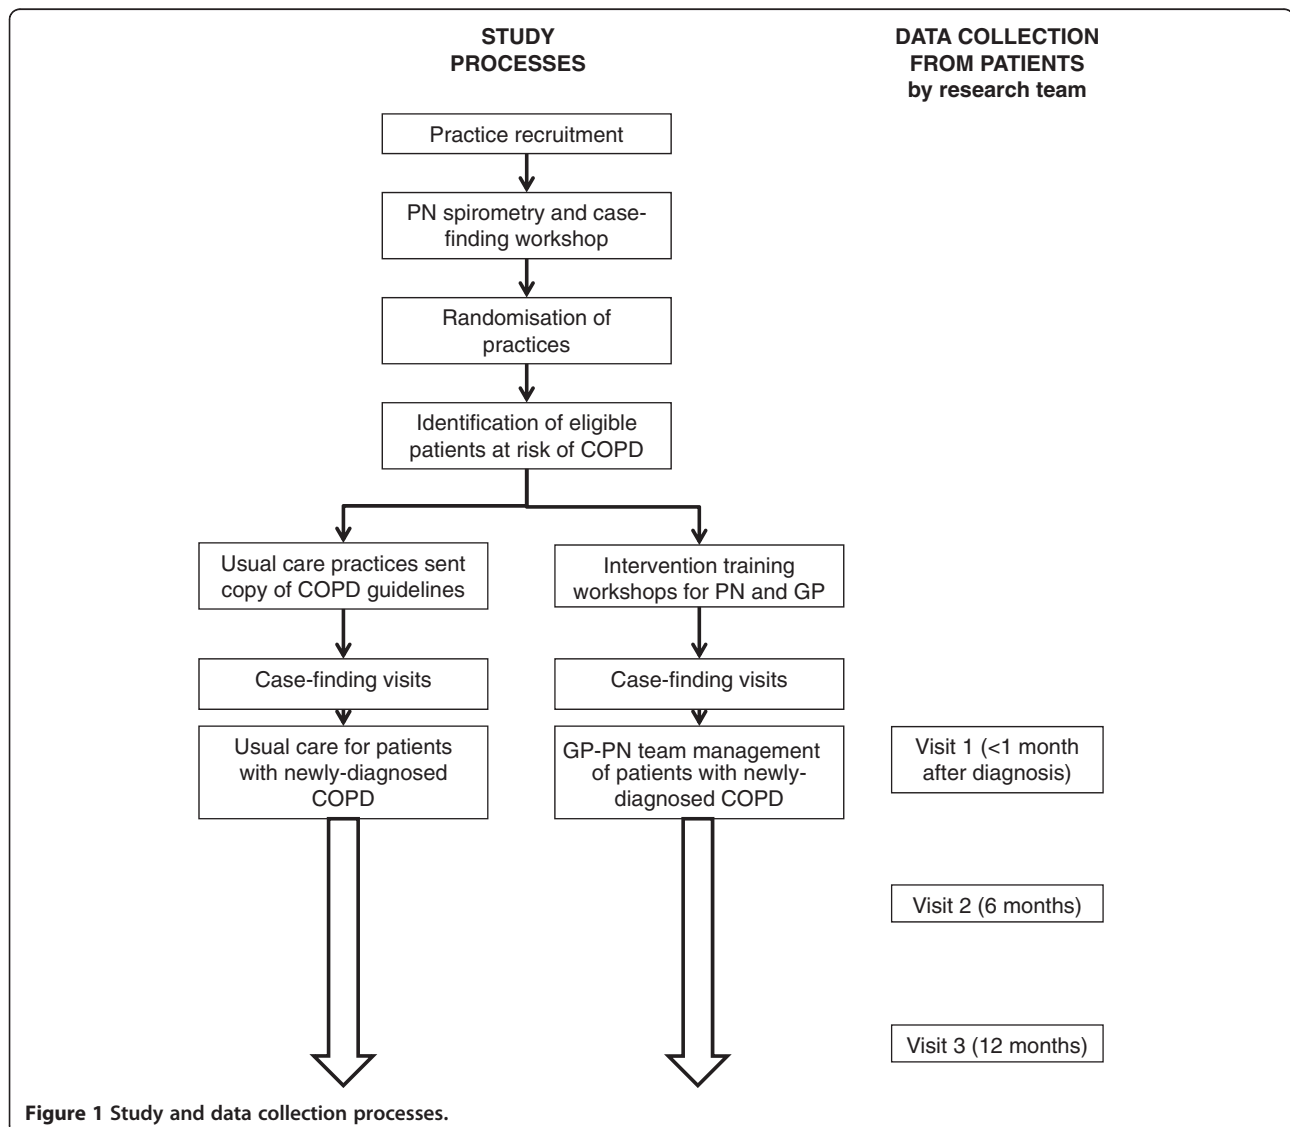 STUDY
PROCESSES
DATA COLLECTION
FROM PATIENTS
by research team
Practice recruitment
PN spirometry and case-
finding workshop
Randomisation of
practices
Identification of eligible
patients at risk of COPD
Usual care practices sent
copy of COPD guidelines
Intervention training
workshops for PN and GP
Case-finding visits
Case-finding visits
Usual care for patients
with newly-diagnosed
COPD
GP-PN team management
of patients with newly-
diagnosed COPD
Visit 1 (<1 month
after diagnosis)
Visit 2 (6 months)
Visit 3 (12 months)
Figure 1 Study and data collection processes.